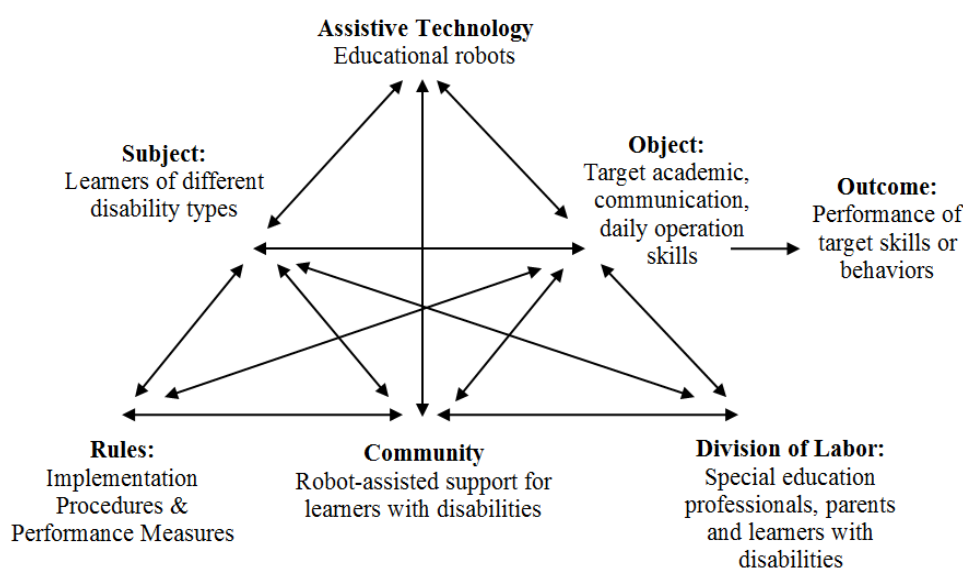 Assistive Technology
Educational robots
Subject:
Learners of different
disability types
Object:
Target academic,
communication,
daily operation
skills
Outcome:
Performance of
target skills or
behaviors
Rules:
Implementation
Procedures &
Performance Measures
Community
Robot-assisted support for
learners with disabilities
Division of Labor:
Special education
professionals, parents
and learners with
disabilities